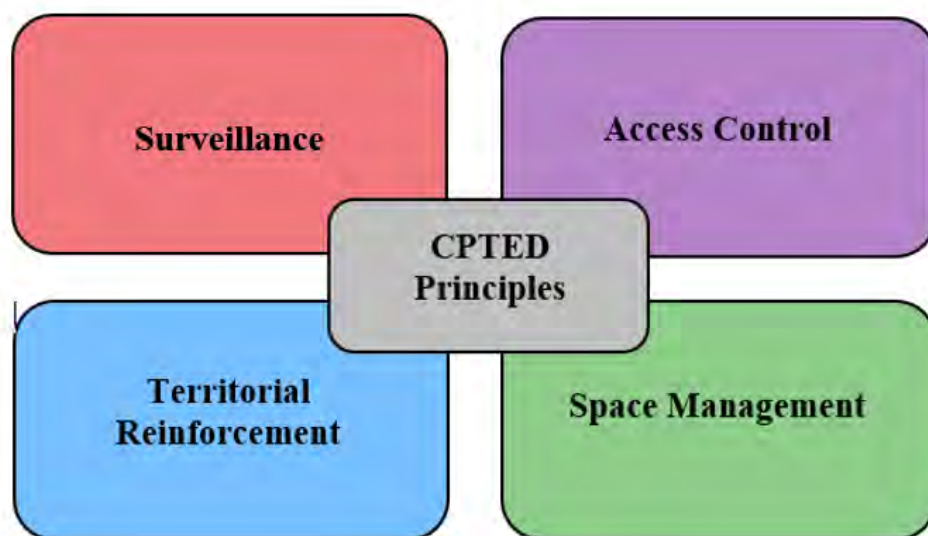 Surveillance
Access Control
CPTED
Principles
Territorial
Reinforcement
Space Management